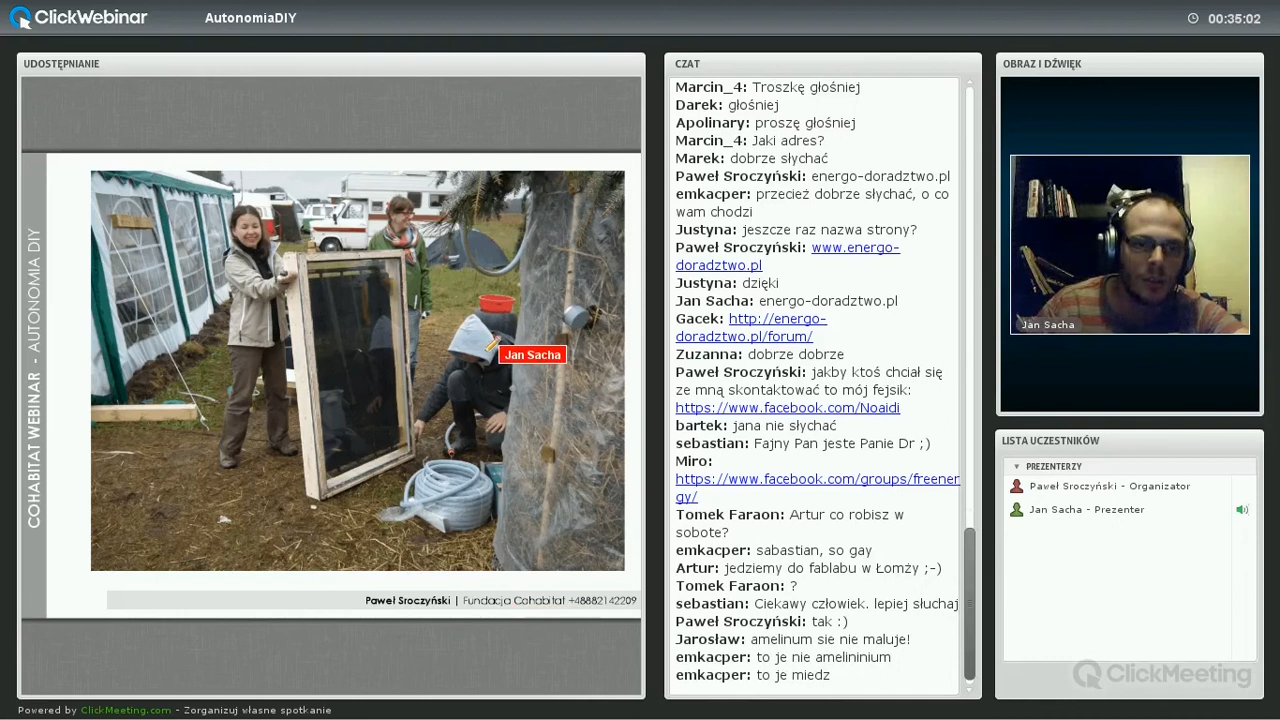 ClickWebinar
AutonomiaDIY
00:35:02
UDOSTĘPNIANIE
COHABITAT WEBINAR - AUTONOMIA DIY
Jan Sacha
Paweł Sroczyński | Fundacja Cohabitat +48882142209
CZAT
Marcin_4: Troszkę głośniej
Darek: głośniej
Apolinary: proszę głośniej
Marcin_4: Jaki adres?
Marek: dobrze słychać
Paweł Sroczyński: energo-doradztwo.pl
emkacper: przecież dobrze słychać, o co
wam chodzi
Justyna: jeszcze raz nazwa strony?
Paweł Sroczyński: www.energo-
doradztwo.pl
Justyna: dzięki
Jan Sacha: energo-doradztwo.pl
Gacek: http://energo-
doradztwo.pl/forum/
Zuzanna: dobrze dobrze
Paweł Sroczyński: jakby ktoś chciał się
ze mną skontaktować to mój fejsik:
https://www.facebook.com/Noaidi
bartek: jana nie słychać
sebastian: Fajny Pan jeste Panie Dr ;)
Miro:
https://www.facebook.com/groups/freener
gy/
Tomek Faraon: Artur co robisz w
sobote?
emkacper: sabastian, so gay
Artur: jedziemy do fablabu w Łomży ;-)
Tomek Faraon: ?
sebastian: Ciekawy człowiek. lepiej słuchaj
Paweł Sroczyński: tak :)
Jarosław: amelinum sie nie maluje!
emkacper: to je nie amelininium
emkacper: to je miedz
OBRAZ I DŹWIĘK
Jan Sacha
LISTA UCZESTNIKÓW
PREZENTERZY
Paweł Sroczyński - Organizator
Jan Sacha - Prezenter
ClickMeeting
Powered by ClickMeeting.com - Zorganizuj własne spotkanie